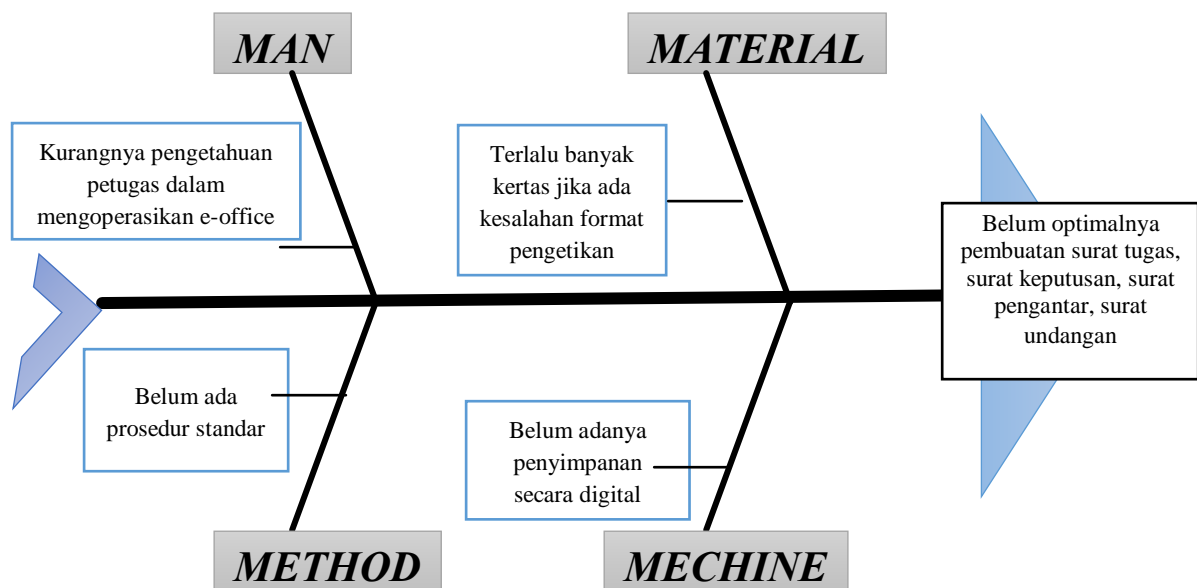 MAN
MATERIAL
Kurangnya pengetahuan
petugas dalam
mengoperasikan e-office
Terlalu banyak
kertas jika ada
kesalahan format
pengetikan
Belum optimalnya
pembuatan surat tugas,
surat keputusan, surat
pengantar, surat
undangan
Belum ada
prosedur standar
Belum adanya
penyimpanan
secara digital
METHOD
MECHINE